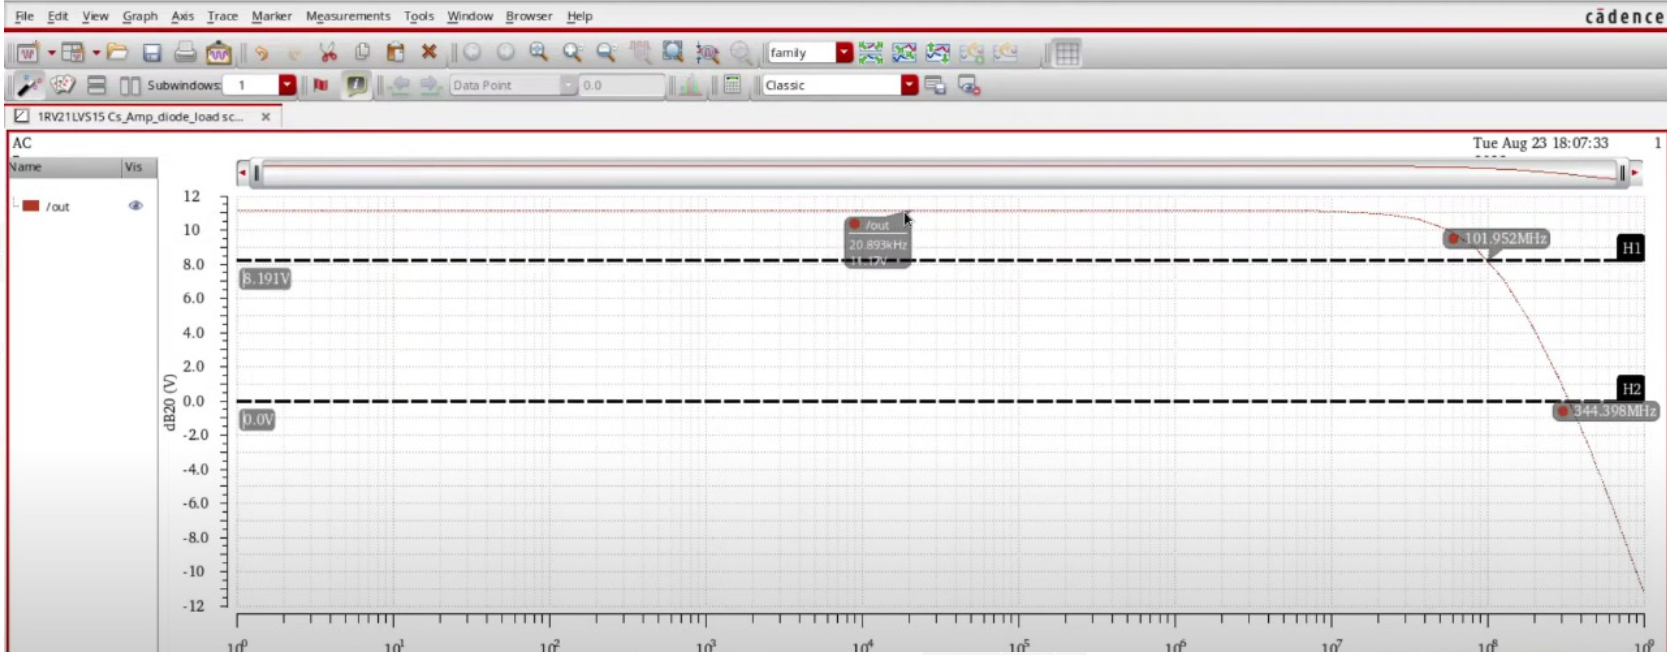 File Edit View Graph Axis Trace Marker Measurements Tools Window Browser Help
cādence
family
Subwindows: 1
Data Point
0.0
Classic
1RV21LVS15 Cs_Amp_diode_load sc...
AC
Tue Aug 23 18:07:33
1
Name Vis
/out
12
10
8.0
6.0
4.0
2.0
0.0
-2.0
-4.0
-6.0
-8.0
-10
-12
dB20 (V)
/out
20.893kHz
11.17V
101.952MHz
H1
8.191V
H2
0.0V
344.398MHz
10⁰ 10¹ 10² 10³ 10⁴ 10⁵ 10⁶ 10⁷ 10⁸ 10⁹